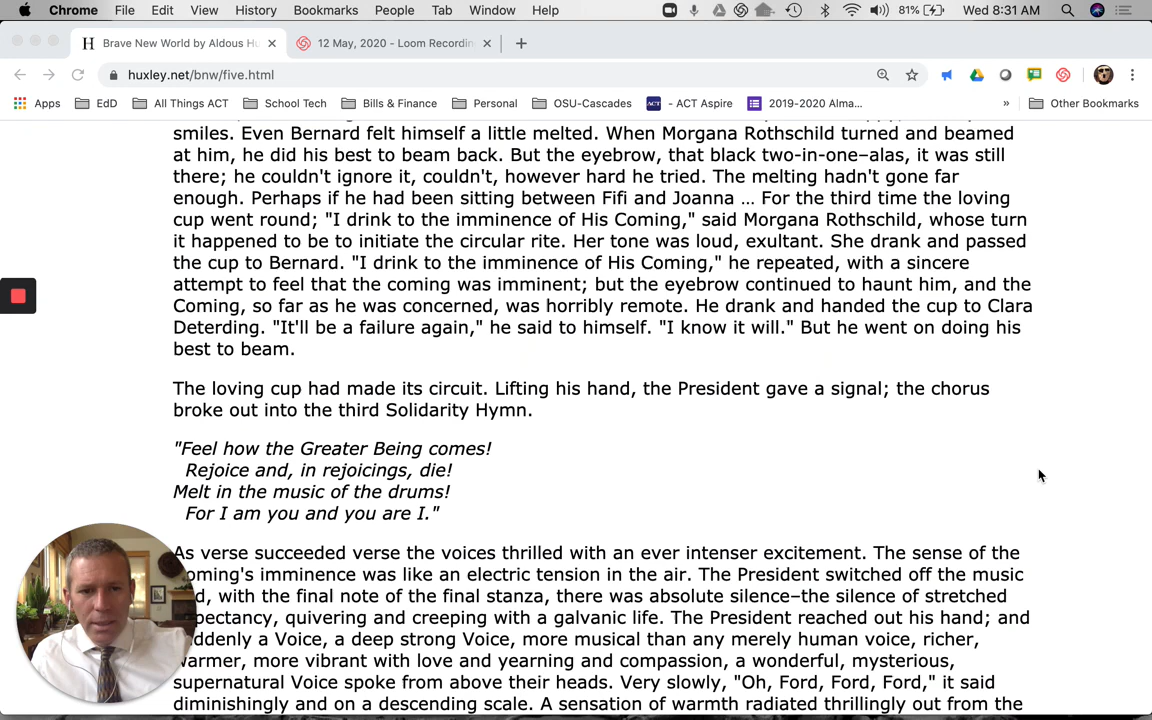 Chrome File Edit View History Bookmarks People Tab Window Help 81% Wed 8:31 AM
H Brave New World by Aldous Hu 12 May, 2020 - Loom Recordin
huxley.net/bnw/five.html
Apps EdD All Things ACT School Tech Bills & Finance Personal OSU-Cascades ACT - ACT Aspire 2019-2020 Alma... » Other Bookmarks
smiles. Even Bernard felt himself a little melted. When Morgana Rothschild turned and beamed
at him, he did his best to beam back. But the eyebrow, that black two-in-one–alas, it was still
there; he couldn't ignore it, couldn't, however hard he tried. The melting hadn't gone far
enough. Perhaps if he had been sitting between Fifi and Joanna … For the third time the loving
cup went round; "I drink to the imminence of His Coming," said Morgana Rothschild, whose turn
it happened to be to initiate the circular rite. Her tone was loud, exultant. She drank and passed
the cup to Bernard. "I drink to the imminence of His Coming," he repeated, with a sincere
attempt to feel that the coming was imminent; but the eyebrow continued to haunt him, and the
Coming, so far as he was concerned, was horribly remote. He drank and handed the cup to Clara
Deterding. "It'll be a failure again," he said to himself. "I know it will." But he went on doing his
best to beam.
The loving cup had made its circuit. Lifting his hand, the President gave a signal; the chorus
broke out into the third Solidarity Hymn.
"Feel how the Greater Being comes!
Rejoice and, in rejoicings, die!
Melt in the music of the drums!
For I am you and you are I."
As verse succeeded verse the voices thrilled with an ever intenser excitement. The sense of the
oming's imminence was like an electric tension in the air. The President switched off the music
d, with the final note of the final stanza, there was absolute silence–the silence of stretched
pectancy, quivering and creeping with a galvanic life. The President reached out his hand; and
uddenly a Voice, a deep strong Voice, more musical than any merely human voice, richer,
armer, more vibrant with love and yearning and compassion, a wonderful, mysterious,
supernatural Voice spoke from above their heads. Very slowly, "Oh, Ford, Ford, Ford," it said
diminishingly and on a descending scale. A sensation of warmth radiated thrillingly out from the